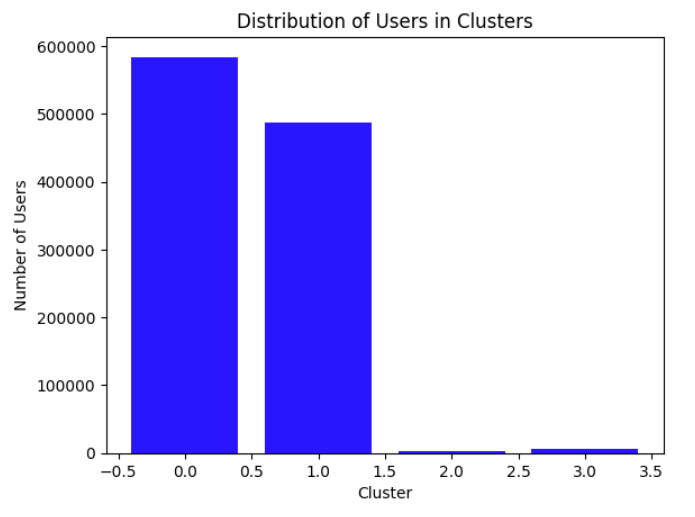 Distribution of Users in Clusters
600000
500000
400000
300000
200000
100000
0
Number of Users
−0.5 0.0 0.5 1.0 1.5 2.0 2.5 3.0 3.5
Cluster